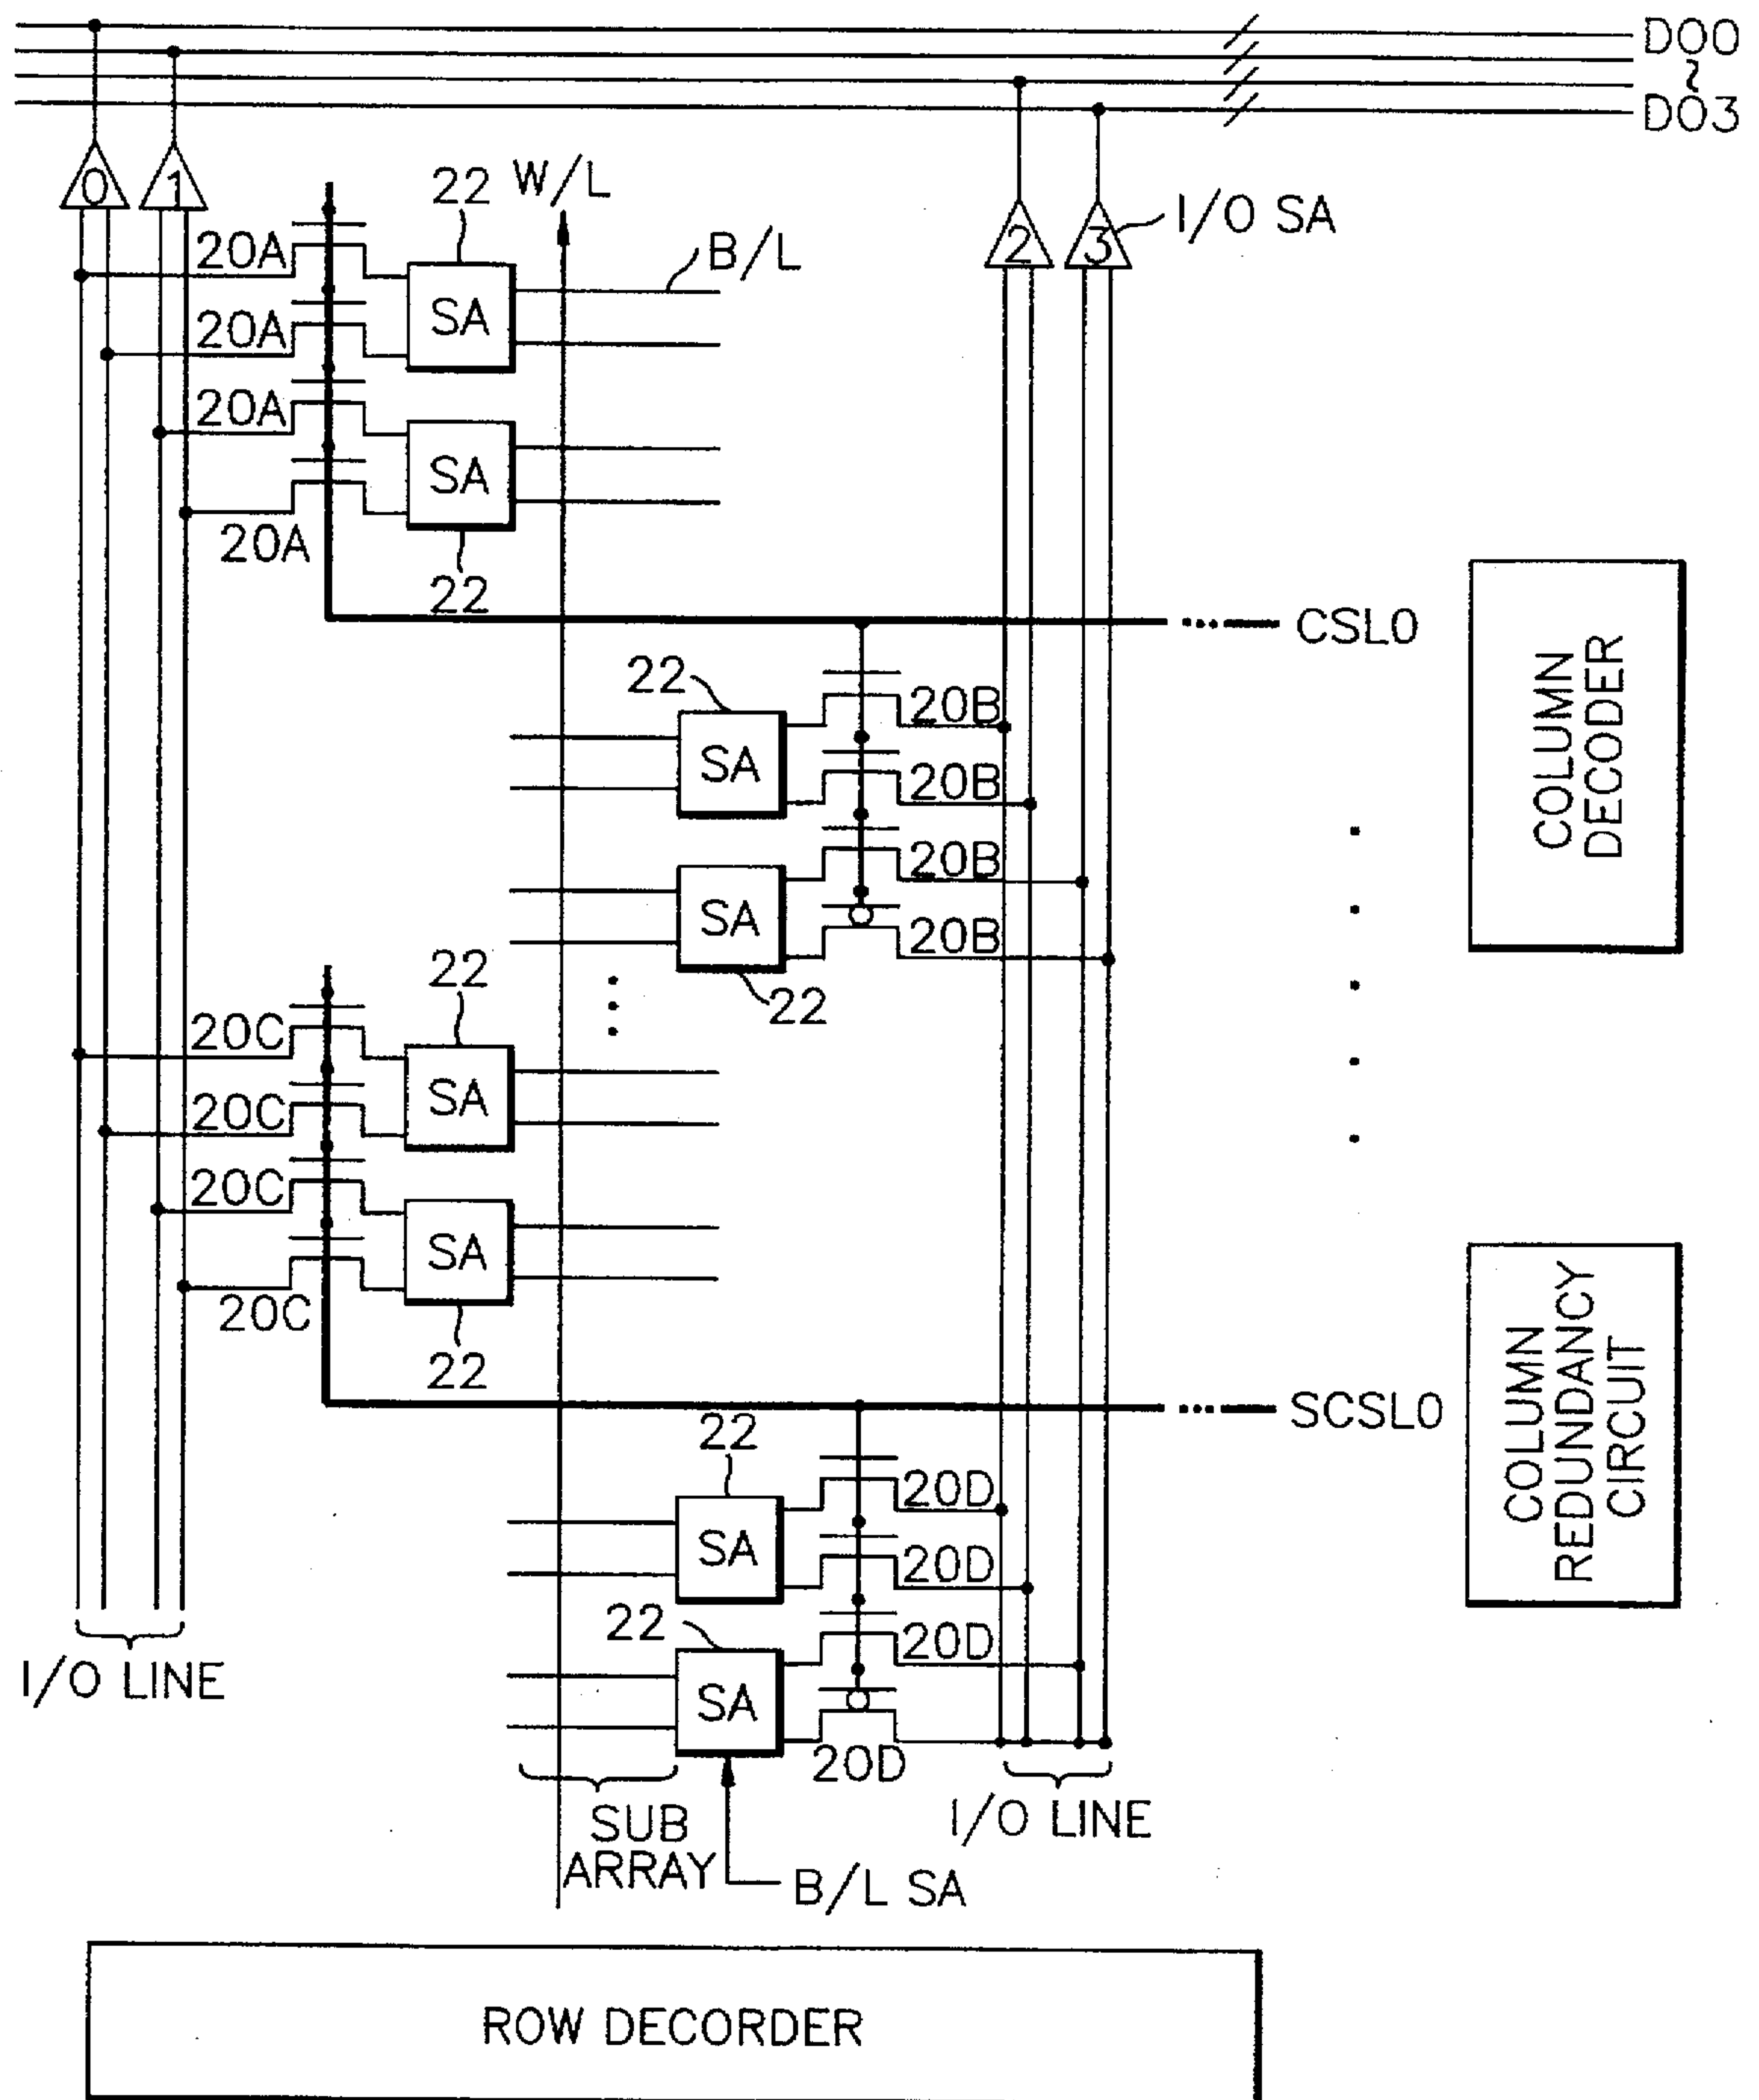 DO0
~
DO3
0
1
22
W/L
I/O SA
2
3
20A
B/L
SA
20A
20A
SA
20A
22
CSL0
COLUMN
DECODER
22
20B
SA
20B
20B
SA
20B
22
22
20C
SA
20C
20C
SA
20C
22
SCSL0
COLUMN
REDUNDANCY
CIRCUIT
22
20D
SA
20D
22
20D
SA
20D
I/O LINE
SUB
ARRAY
I/O LINE
B/L SA
ROW DECORDER